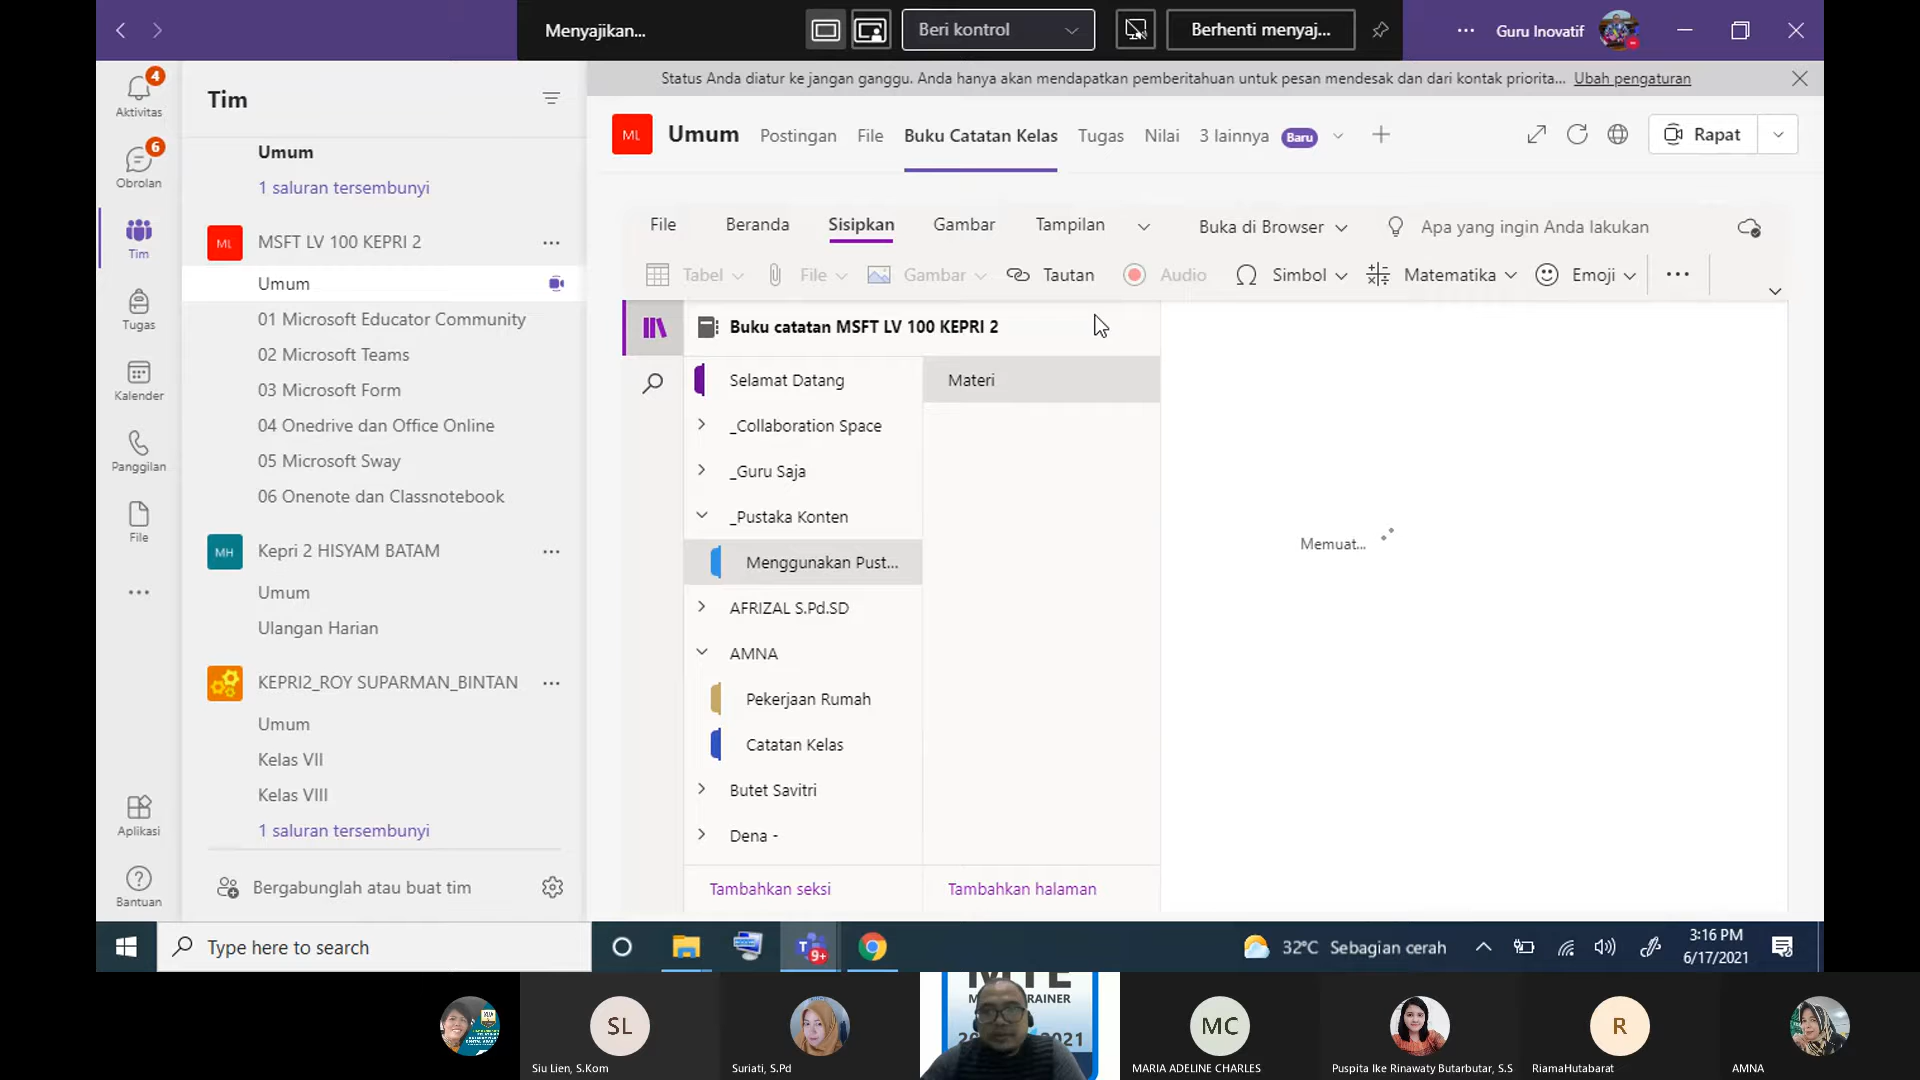 Menyajikan...
Beri kontrol
Berhenti menyaj...
Guru Inovatif
Status Anda diatur ke jangan ganggu. Anda hanya akan mendapatkan pemberitahuan untuk pesan mendesak dan dari kontak priorita... Ubah pengaturan
4
Aktivitas
6
Obrolan
Tim
Tugas
Kalender
Panggilan
File
Aplikasi
Bantuan
Tim
Umum
1 saluran tersembunyi
ML
MSFT LV 100 KEPRI 2
Umum
01 Microsoft Educator Community
02 Microsoft Teams
03 Microsoft Form
04 Onedrive dan Office Online
05 Microsoft Sway
06 Onenote dan Classnotebook
MH
Kepri 2 HISYAM BATAM
Umum
Ulangan Harian
KEPRI2_ROY SUPARMAN_BINTAN
Umum
Kelas VII
Kelas VIII
1 saluran tersembunyi
Bergabunglah atau buat tim
ML Umum Postingan File Buku Catatan Kelas Tugas Nilai 3 lainnya Baru
Rapat
File Beranda Sisipkan Gambar Tampilan Buka di Browser Apa yang ingin Anda lakukan
Tabel File Gambar Tautan Audio Simbol Matematika Emoji
Buku catatan MSFT LV 100 KEPRI 2
Selamat Datang
_Collaboration Space
_Guru Saja
_Pustaka Konten
Menggunakan Pust...
AFRIZAL S.Pd.SD
AMNA
Pekerjaan Rumah
Catatan Kelas
Butet Savitri
Dena -
Tambahkan seksi
Materi
Tambahkan halaman
Memuat...
Type here to search
9+
32°C Sebagian cerah
3:16 PM
6/17/2021
SL
Siu Lien, S.Kom
Suriati, S.Pd
MC
MARIA ADELINE CHARLES
Puspita Ike Rinawaty Butarbutar, S.S
R
RiamaHutabarat
AMNA